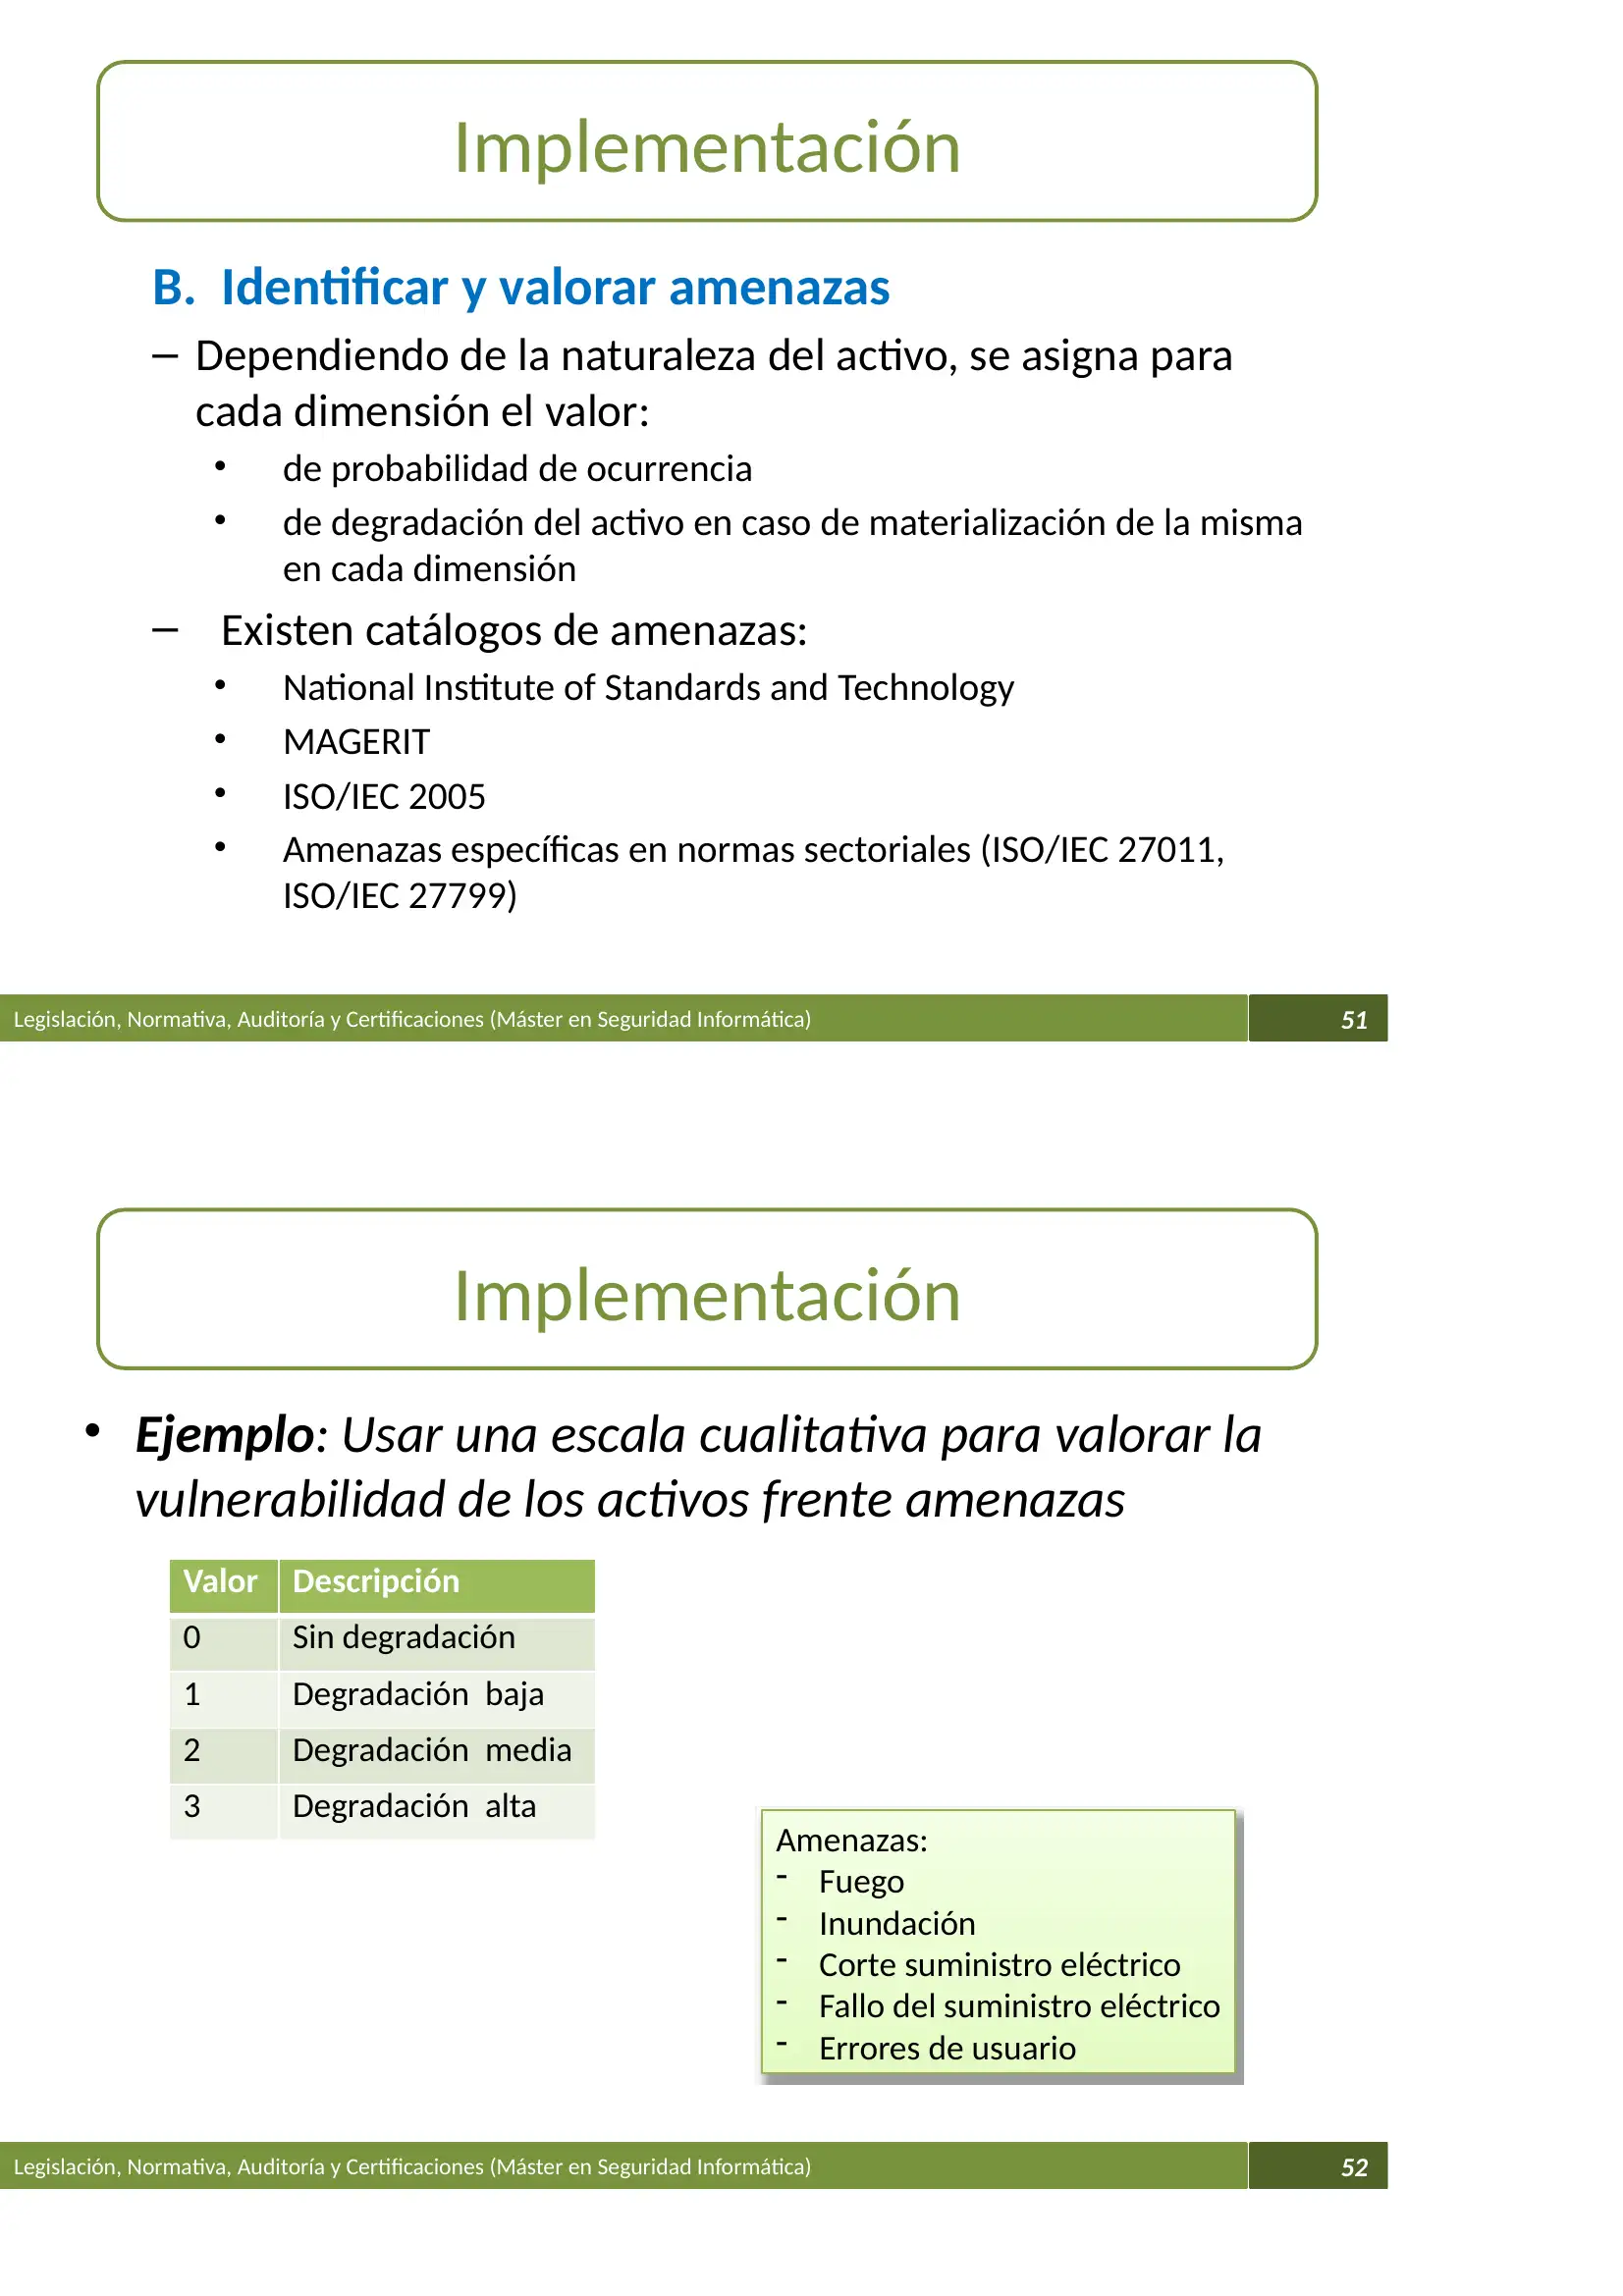 Implementación
B. Identificar y valorar amenazas
– Dependiendo de la naturaleza del activo, se asigna para
cada dimensión el valor:
• de probabilidad de ocurrencia
• de degradación del activo en caso de materialización de la misma
en cada dimensión
– Existen catálogos de amenazas:
• National Institute of Standards and Technology
• MAGERIT
• ISO/IEC 2005
• Amenazas específicas en normas sectoriales (ISO/IEC 27011,
ISO/IEC 27799)
Legislación, Normativa, Auditoría y Certificaciones (Máster en Seguridad Informática) 51
Implementación
• Ejemplo: Usar una escala cualitativa para valorar la
vulnerabilidad de los activos frente amenazas
Valor Descripción
0 Sin degradación
1 Degradación baja
2 Degradación media
3 Degradación alta
Amenazas:
- Fuego
- Inundación
- Corte suministro eléctrico
- Fallo del suministro eléctrico
- Errores de usuario
Legislación, Normativa, Auditoría y Certificaciones (Máster en Seguridad Informática) 52